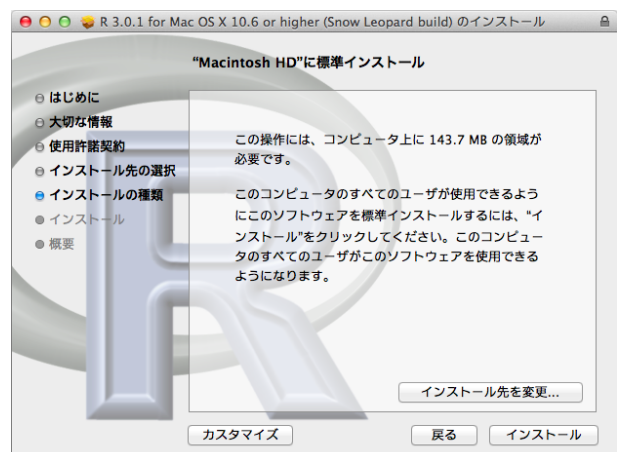 R 3.0.1 for Mac OS X 10.6 or higher (Snow Leopard build) のインストール
“Macintosh HD”に標準インストール
はじめに
大切な情報
使用許諾契約
インストール先の選択
インストールの種類
インストール
概要
この操作には、コンピュータ上に 143.7 MB の領域が
必要です。
このコンピュータのすべてのユーザが使用できるよう
にこのソフトウェアを標準インストールするには、“イ
ンストール”をクリックしてください。このコンピュー
タのすべてのユーザがこのソフトウェアを使用できる
ようになります。
インストール先を変更...
カスタマイズ
戻る
インストール
R